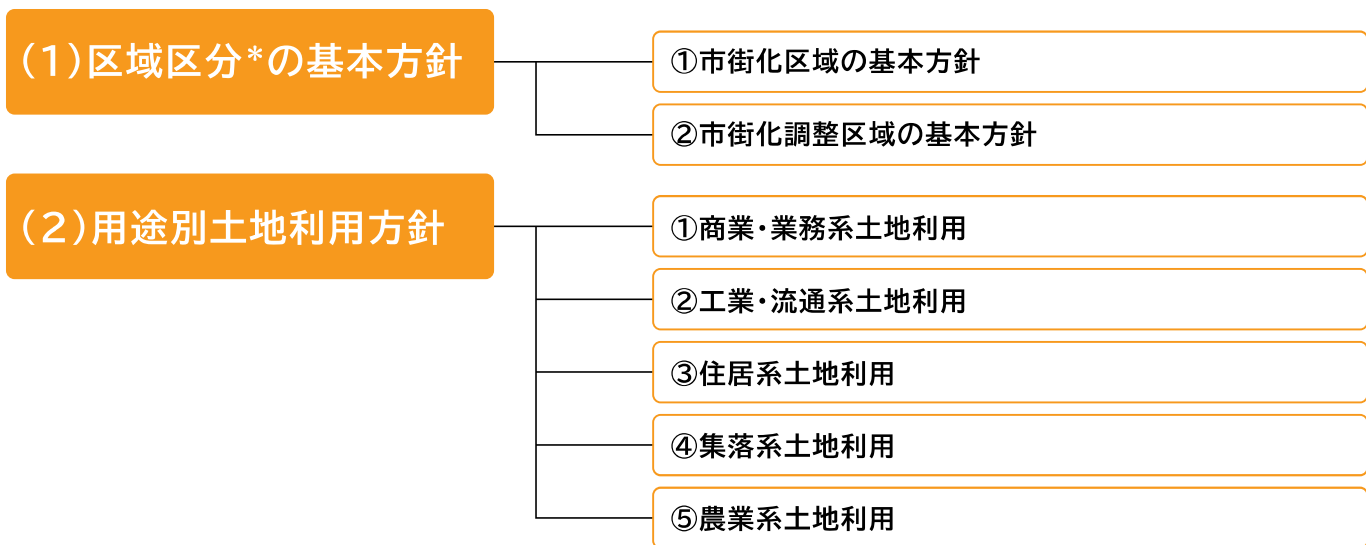 （1）区域区分*の基本方針
①市街化区域の基本方針
②市街化調整区域の基本方針
（2）用途別土地利用方針
①商業・業務系土地利用
②工業・流通系土地利用
③住居系土地利用
④集落系土地利用
⑤農業系土地利用